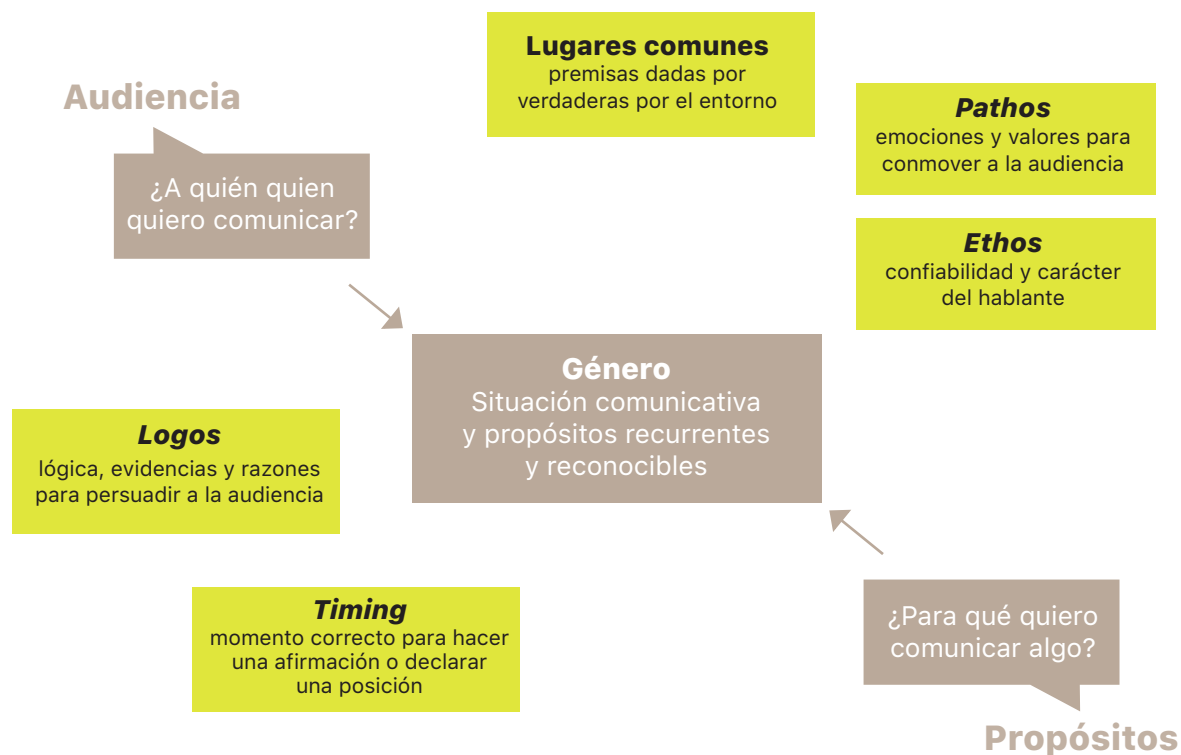 Lugares comunes
premisas dadas por
verdaderas por el entorno
Audiencia
¿A quién quien
quiero comunicar?
Pathos
emociones y valores para
conmover a la audiencia
Ethos
confiabilidad y carácter
del hablante
Género
Situación comunicativa
y propósitos recurrentes
y reconocibles
Logos
lógica, evidencias y razones
para persuadir a la audiencia
Timing
momento correcto para hacer
una afirmación o declarar
una posición
¿Para qué quiero
comunicar algo?
Propósitos